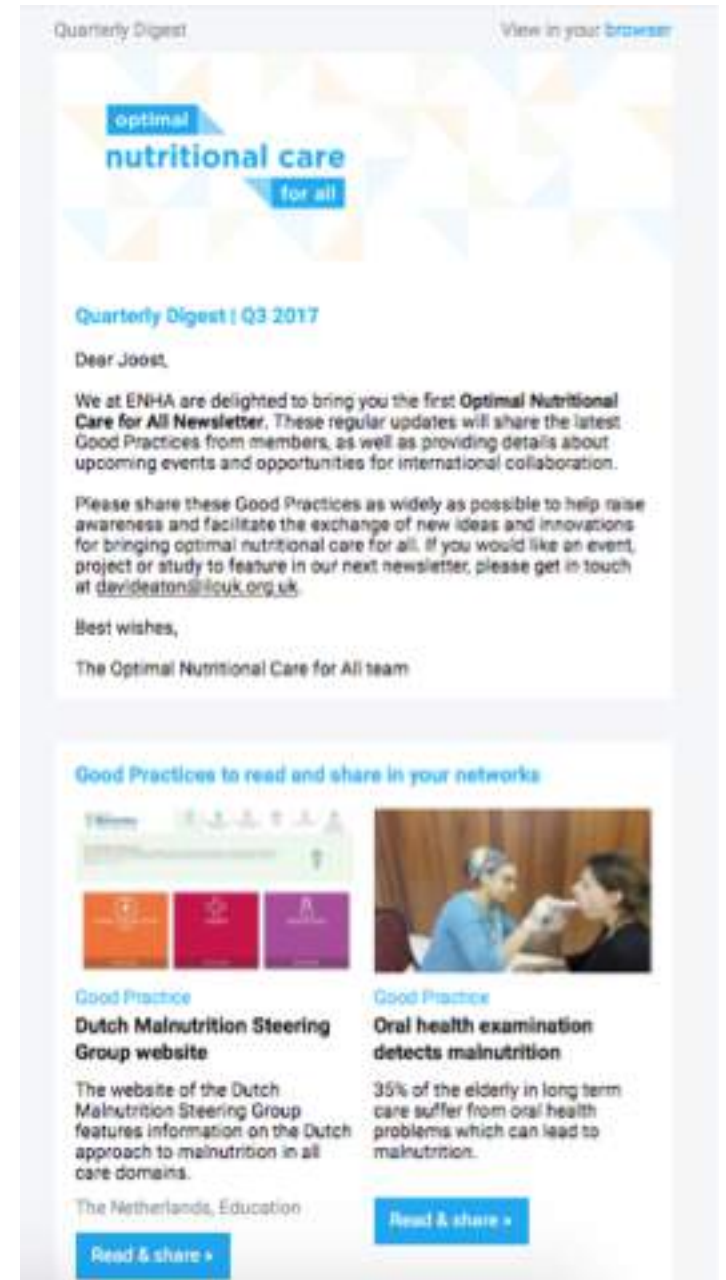 Quarterly Digest
View in your browser
optimal
nutritional care
for all
Quarterly Digest | Q3 2017
Dear Joost,
We at ENHA are delighted to bring you the first Optimal Nutritional
Care for All Newsletter. These regular updates will share the latest
Good Practices from members, as well as providing details about
upcoming events and opportunities for international collaboration.
Please share these Good Practices as widely as possible to help raise
awareness and facilitate the exchange of new ideas and innovations
for bringing optimal nutritional care for all. If you would like an event,
project or study to feature in our next newsletter, please get in touch
at davideaton@ilcuk.org.uk.
Best wishes,
The Optimal Nutritional Care for All team
Good Practices to read and share in your networks
Good Practice
Dutch Malnutrition Steering
Group website
The website of the Dutch
Malnutrition Steering Group
features information on the Dutch
approach to malnutrition in all
care domains.
The Netherlands, Education
Read & share »
Good Practice
Oral health examination
detects malnutrition
35% of the elderly in long term
care suffer from oral health
problems which can lead to
malnutrition.
Read & share »